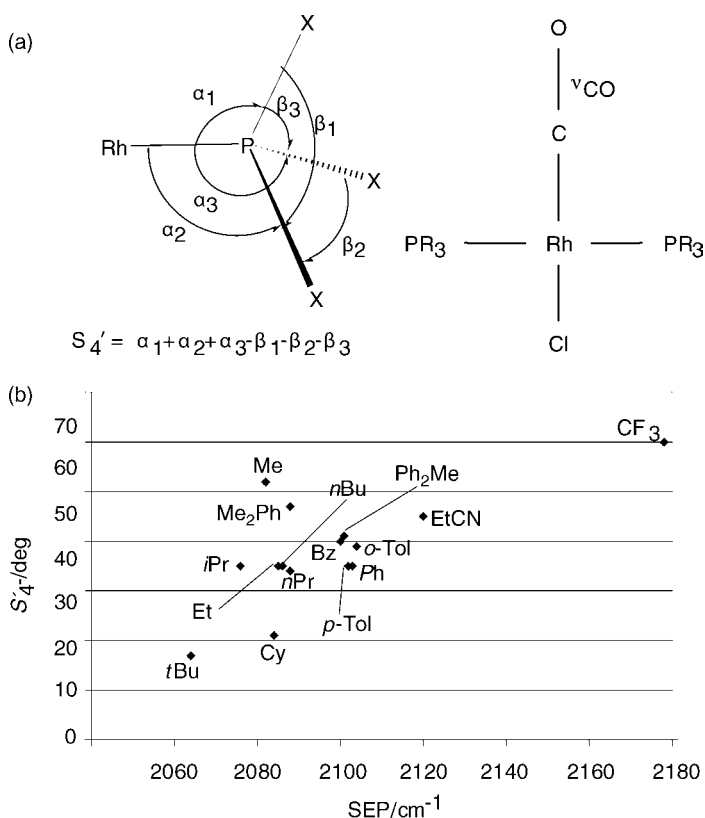 (a)
X
O
α1
β3
β1
νCO
Rh
P
C
X
α3
α2
β2
PR3
Rh
PR3
X
Cl
S4′ = α1+α2+α3-β1-β2-β3
(b)
70
CF3
60
Me
Ph2Me
nBu
50
Me2Ph
EtCN
Bz
o-Tol
40
iPr
nPr
Ph
S′4-/deg
30
Et
p-Tol
20
Cy
tBu
10
0
2060 2080 2100 2120 2140 2160 2180
SEP/cm-1